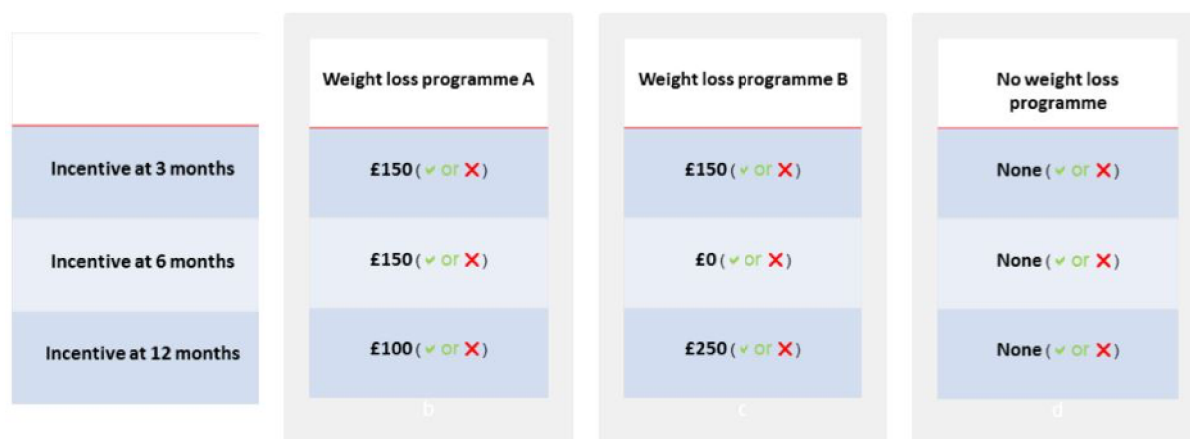 Weight loss programme A
Weight loss programme B
No weight loss
programme
Incentive at 3 months
£150 (✓ or ✗)
£150 (✓ or ✗)
None (✓ or ✗)
Incentive at 6 months
£150 (✓ or ✗)
£0 (✓ or ✗)
None (✓ or ✗)
Incentive at 12 months
£100 (✓ or ✗)
£250 (✓ or ✗)
None (✓ or ✗)
b
c
d